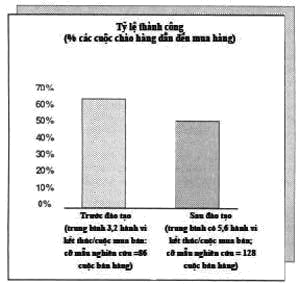 Tỷ lệ thành công
(% các cuộc chào hàng dẫn đến mua hàng)
70%
60%
50%
40%
30%
20%
10%
0%
Trước đào tạo
(trung bình 3,2 hành vi
kết thúc/cuộc mua bán:
cỡ mẫu nghiên cứu =86
cuộc bán hàng)
Sau đào tạo
(trung bình có 5,6 hành vi
kết thúc/cuộc mua bán;
cỡ mẫu nghiên cứu = 128
cuộc bán hàng)